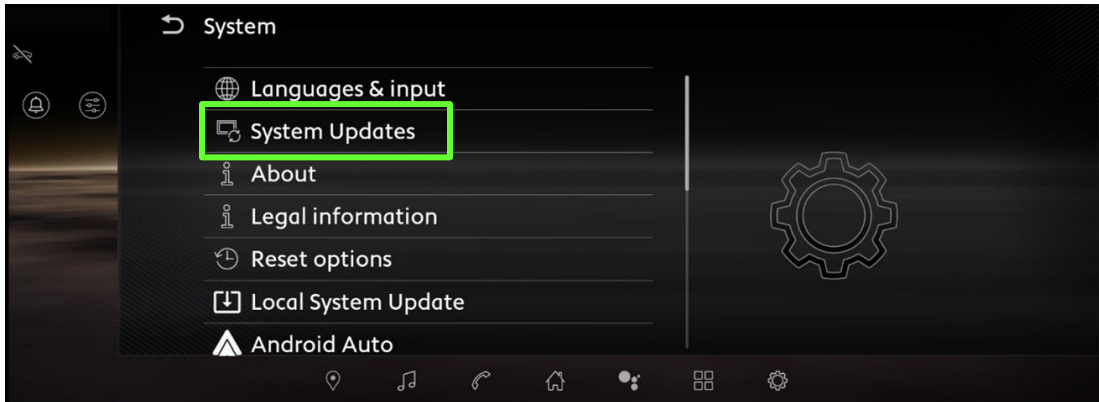 System
Languages & input
System Updates
About
Legal information
Reset options
Local System Update
Android Auto